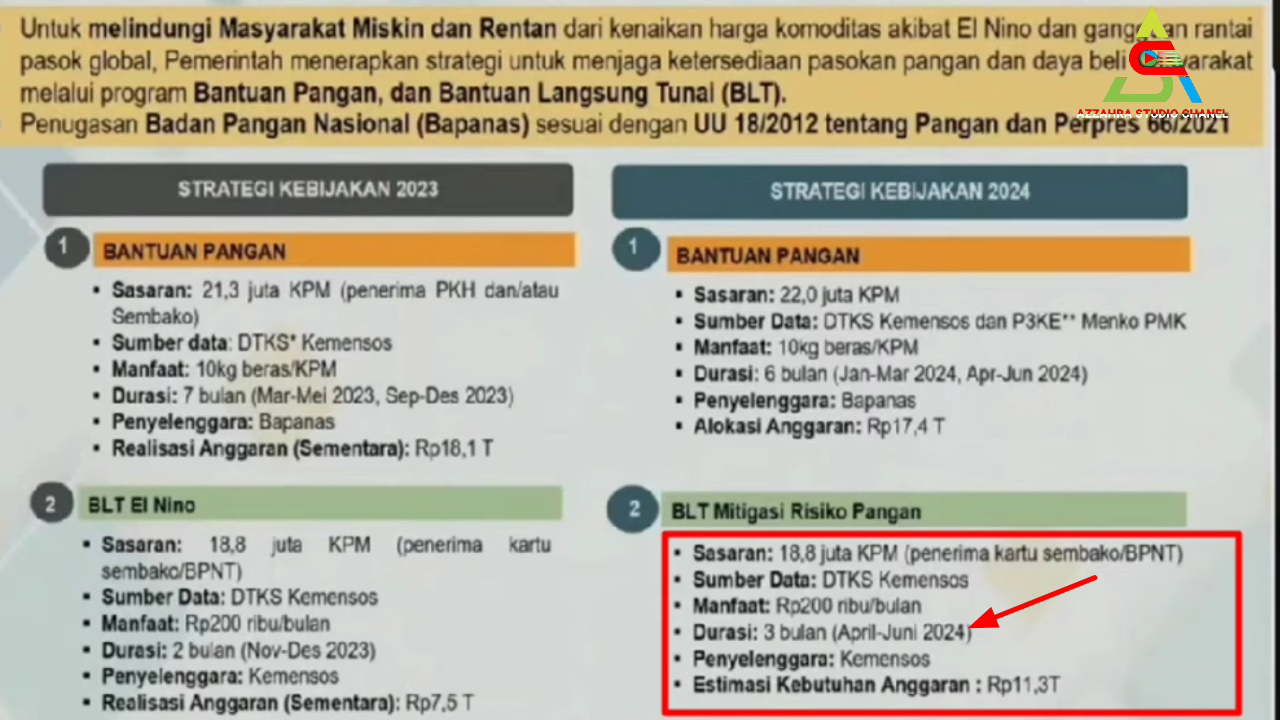 Untuk melindungi Masyarakat Miskin dan Rentan dari kenaikan harga komoditas akibat El Nino dan gangguan rantai
pasok global, Pemerintah menerapkan strategi untuk menjaga ketersediaan pasokan pangan dan daya beli
melalui program Bantuan Pangan, dan Bantuan Langsung Tunal (BLT).
Penugasan Badan Pangan Nasional (Bapanas) sesuai dengan UU 18/2012 tentang Pangan dan Perpres 66/2021
AZZAHRA STUDIO CHANEL
STRATEGI KEBIJAKAN 2023
1 BANTUAN PANGAN
▪ Sasaran: 21,3 juta KPM (penerima PKH dan/atau
Sembako)
▪ Sumber data: DTKS* Kemensos
▪ Manfaat: 10kg beras/KPM
▪ Durasi: 7 bulan (Mar-Mei 2023, Sep-Des 2023)
▪ Penyelenggara: Bapanas
▪ Realisasi Anggaran (Sementara): Rp18,1 T
2 BLT El Nino
▪ Sasaran: 18,8 juta KPM (penerima kartu
sembako/BPNT)
▪ Sumber Data: DTKS Kemensos
▪ Manfaat: Rp200 ribu/bulan
▪ Durasi: 2 bulan (Nov-Des 2023)
▪ Penyelenggara: Kemensos
▪ Realisasi Anggaran (Sementara): Rp7,5 T
STRATEGI KEBIJAKAN 2024
1 BANTUAN PANGAN
▪ Sasaran: 22,0 juta KPM
▪ Sumber Data: DTKS Kemensos dan P3KE** Menko PMK
▪ Manfaat: 10kg beras/KPM
▪ Durasi: 6 bulan (Jan-Mar 2024, Apr-Jun 2024)
▪ Penyelenggara: Bapanas
▪ Alokasi Anggaran: Rp17,4 T
2 BLT Mitigasi Risiko Pangan
▪ Sasaran: 18,8 juta KPM (penerima kartu sembako/BPNT)
▪ Sumber Data: DTKS Kemensos
▪ Manfaat: Rp200 ribu/bulan
▪ Durasi: 3 bulan (April-Juni 2024)
▪ Penyelenggara: Kemensos
▪ Estimasi Kebutuhan Anggaran : Rp11,3T